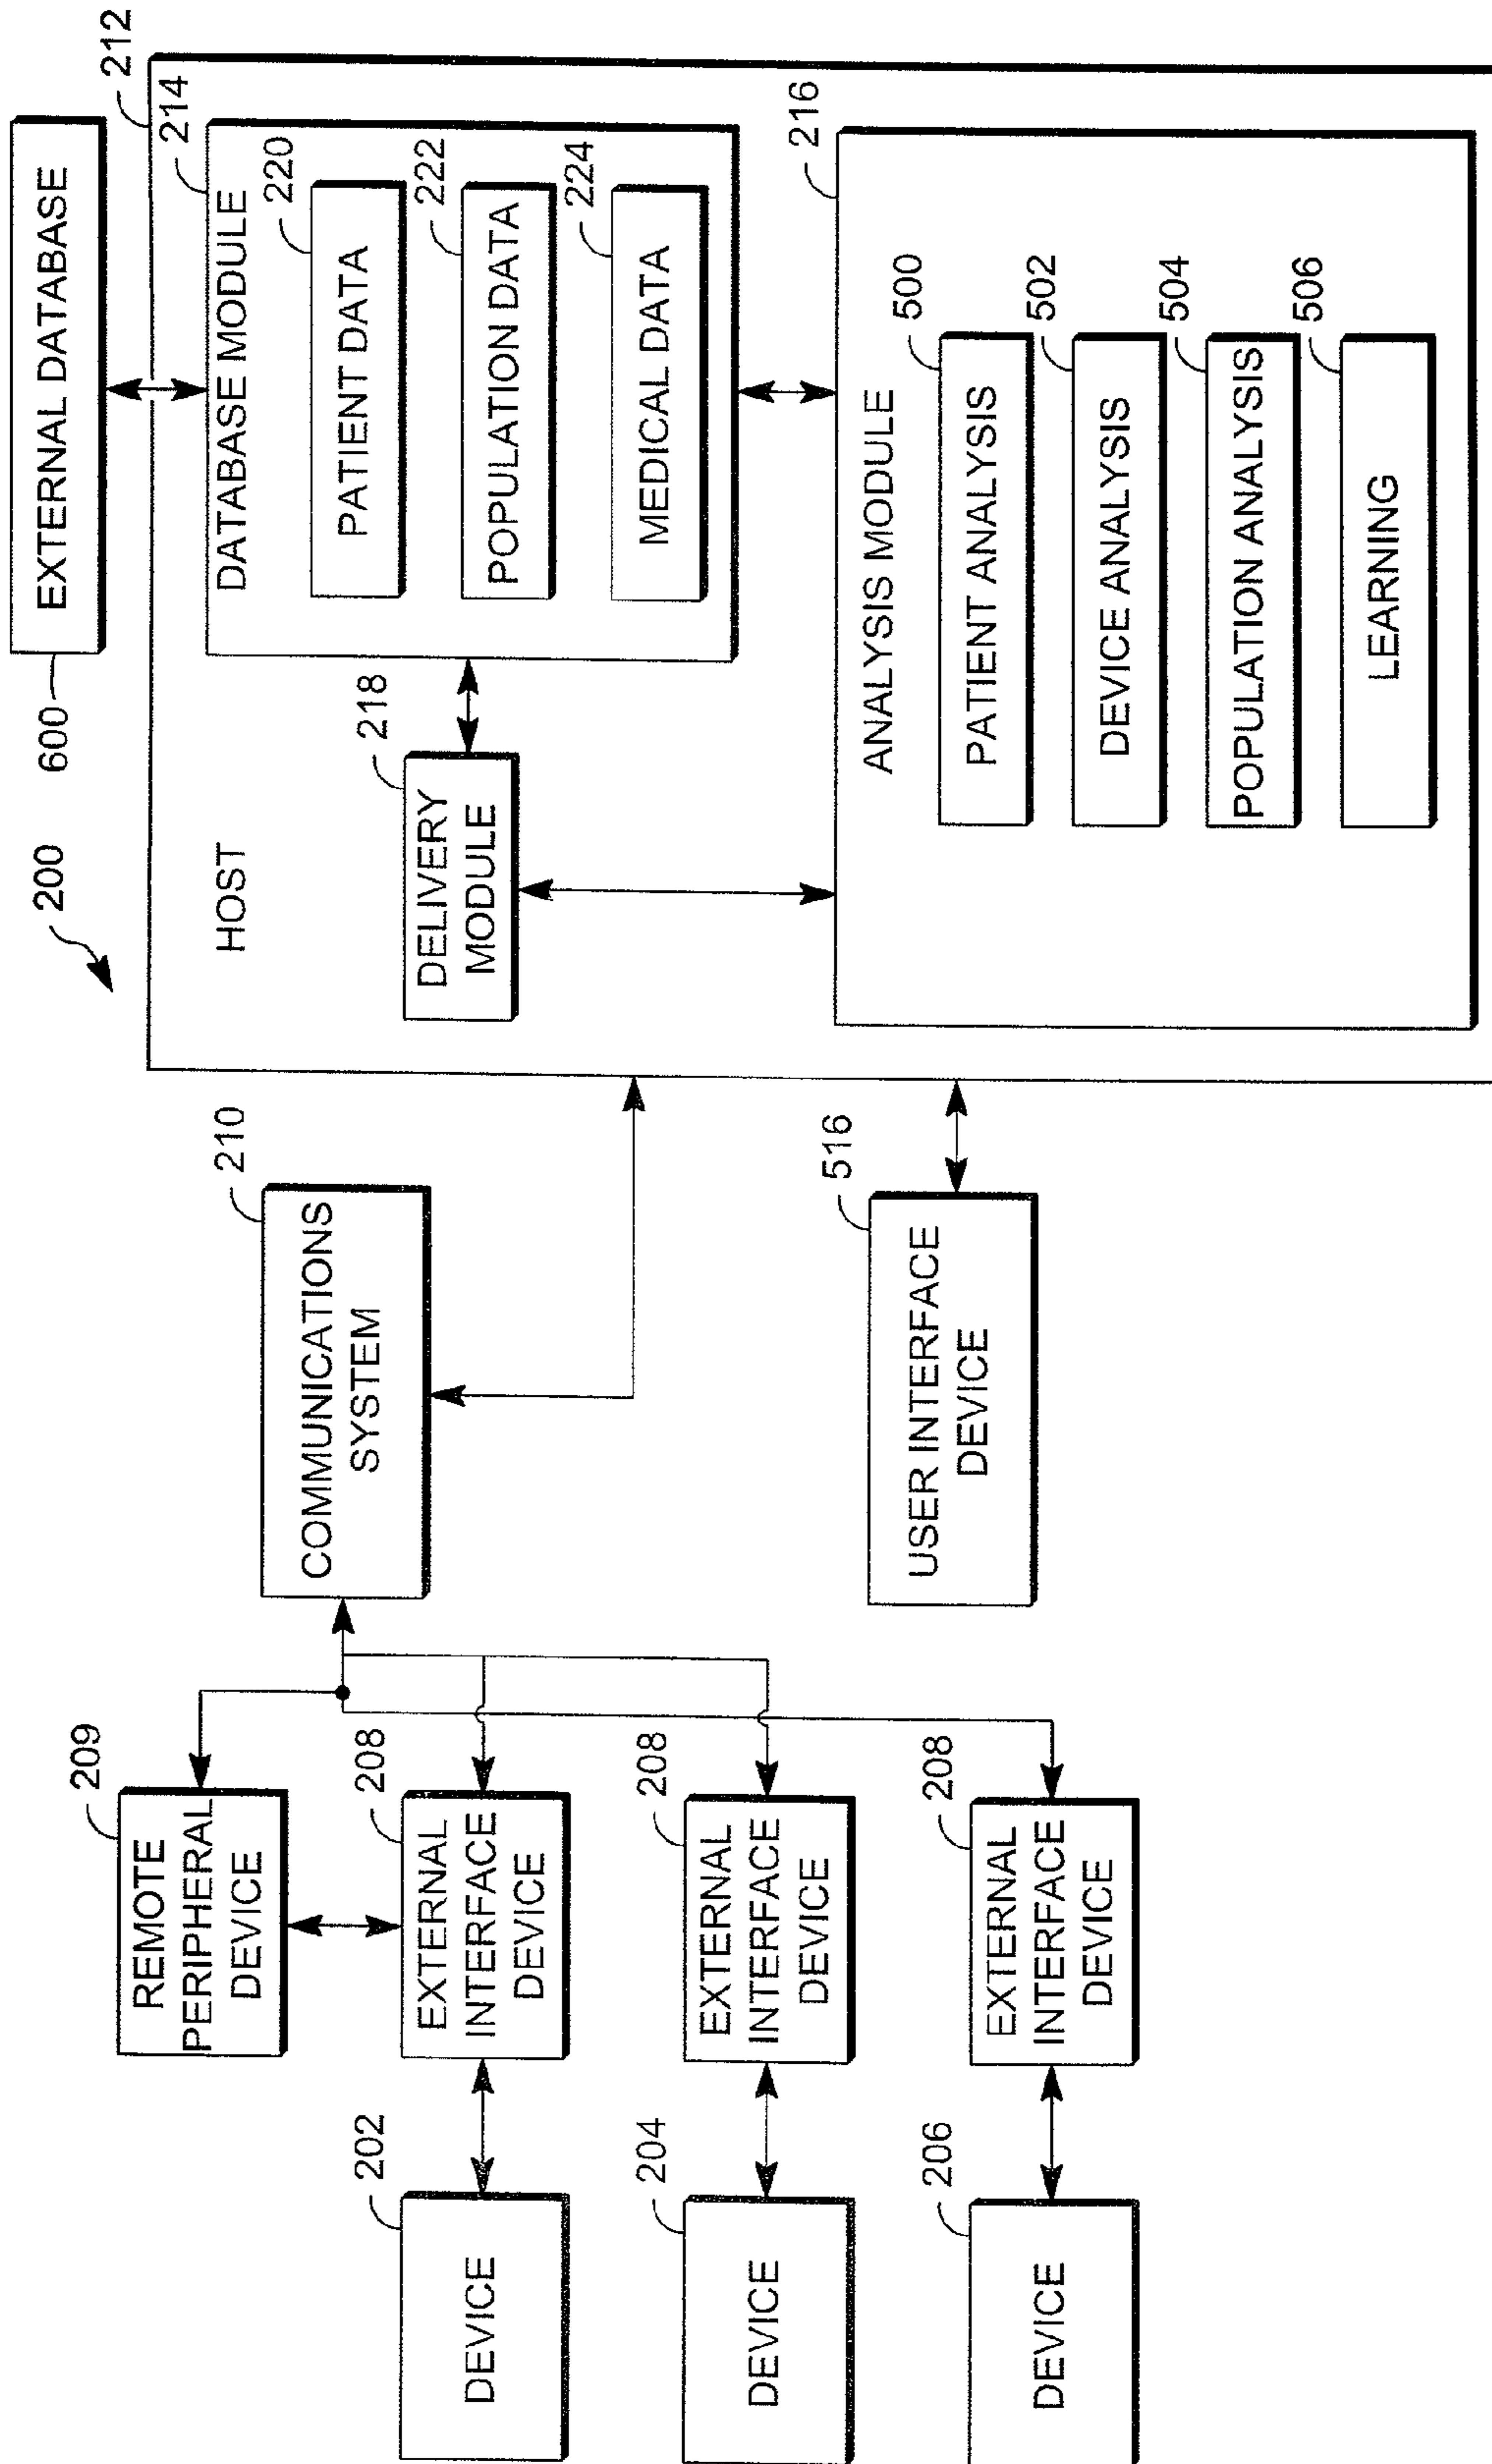 200
600
EXTERNAL DATABASE
212
HOST
214
DATABASE MODULE
220
PATIENT DATA
222
POPULATION DATA
224
MEDICAL DATA
218
DELIVERY
MODULE
216
ANALYSIS MODULE
500
PATIENT ANALYSIS
502
DEVICE ANALYSIS
504
POPULATION ANALYSIS
506
LEARNING
210
COMMUNICATIONS
SYSTEM
516
USER INTERFACE
DEVICE
209
REMOTE
PERIPHERAL
DEVICE
208
EXTERNAL
INTERFACE
DEVICE
208
EXTERNAL
INTERFACE
DEVICE
208
EXTERNAL
INTERFACE
DEVICE
202
DEVICE
204
DEVICE
206
DEVICE